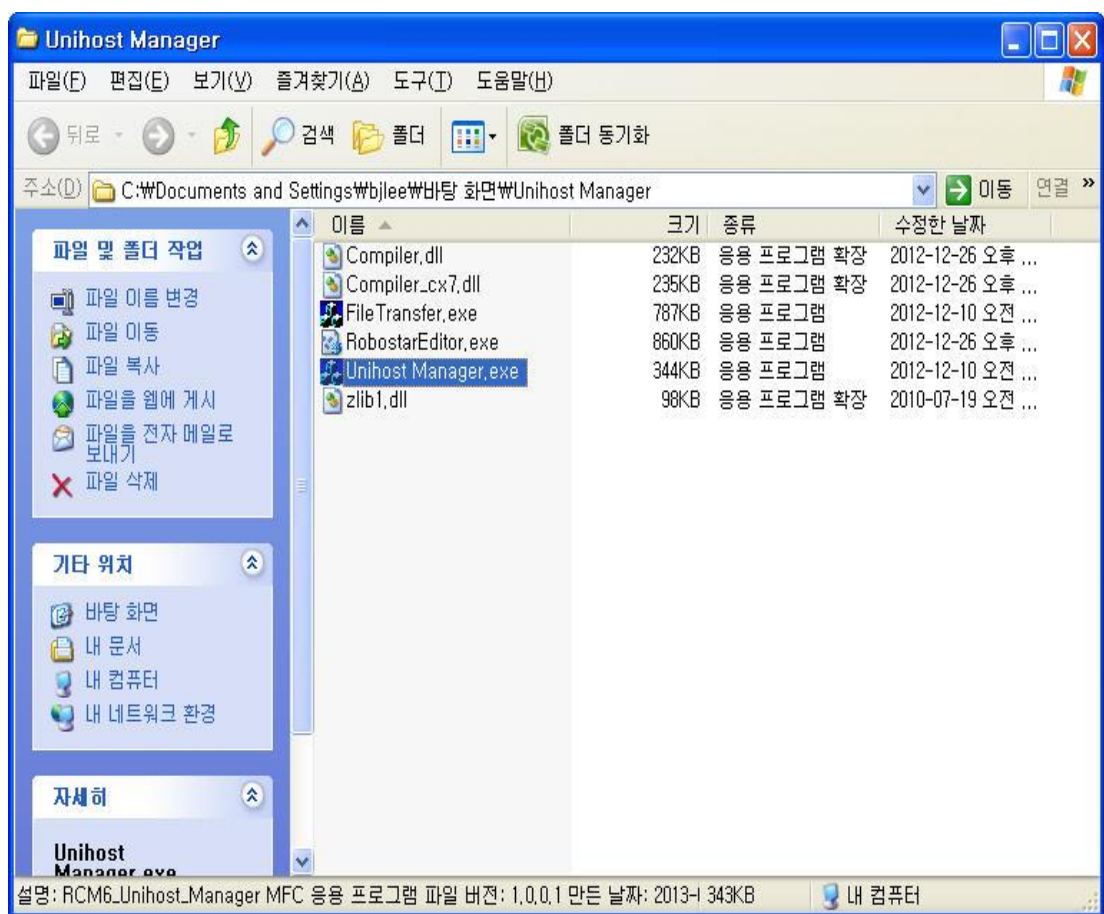 Unihost Manager
파일(F) 편집(E) 보기(V) 즐겨찾기(A) 도구(T) 도움말(H)
뒤로 검색 폴더 폴더 동기화
주소(D) C:₩Documents and Settings₩bjlee₩바탕 화면₩Unihost Manager 이동 연결 »
파일 및 폴더 작업
파일 이름 변경
파일 이동
파일 복사
파일을 웹에 게시
파일을 전자 메일로
보내기
파일 삭제
기타 위치
바탕 화면
내 문서
내 컴퓨터
내 네트워크 환경
자세히
Unihost
Manager.exe
이름 크기 종류 수정한 날짜
Compiler.dll 232KB 응용 프로그램 확장 2012-12-26 오후 ...
Compiler_cx7.dll 235KB 응용 프로그램 확장 2012-12-26 오후 ...
FileTransfer.exe 787KB 응용 프로그램 2012-12-10 오전 ...
RobostarEditor.exe 860KB 응용 프로그램 2012-12-26 오후 ...
Unihost Manager.exe 344KB 응용 프로그램 2012-12-10 오전 ...
zlib1.dll 98KB 응용 프로그램 확장 2010-07-19 오전 ...
설명: RCM6_Unihost_Manager MFC 응용 프로그램 파일 버전: 1.0.0.1 만든 날짜: 2013- 343KB 내 컴퓨터